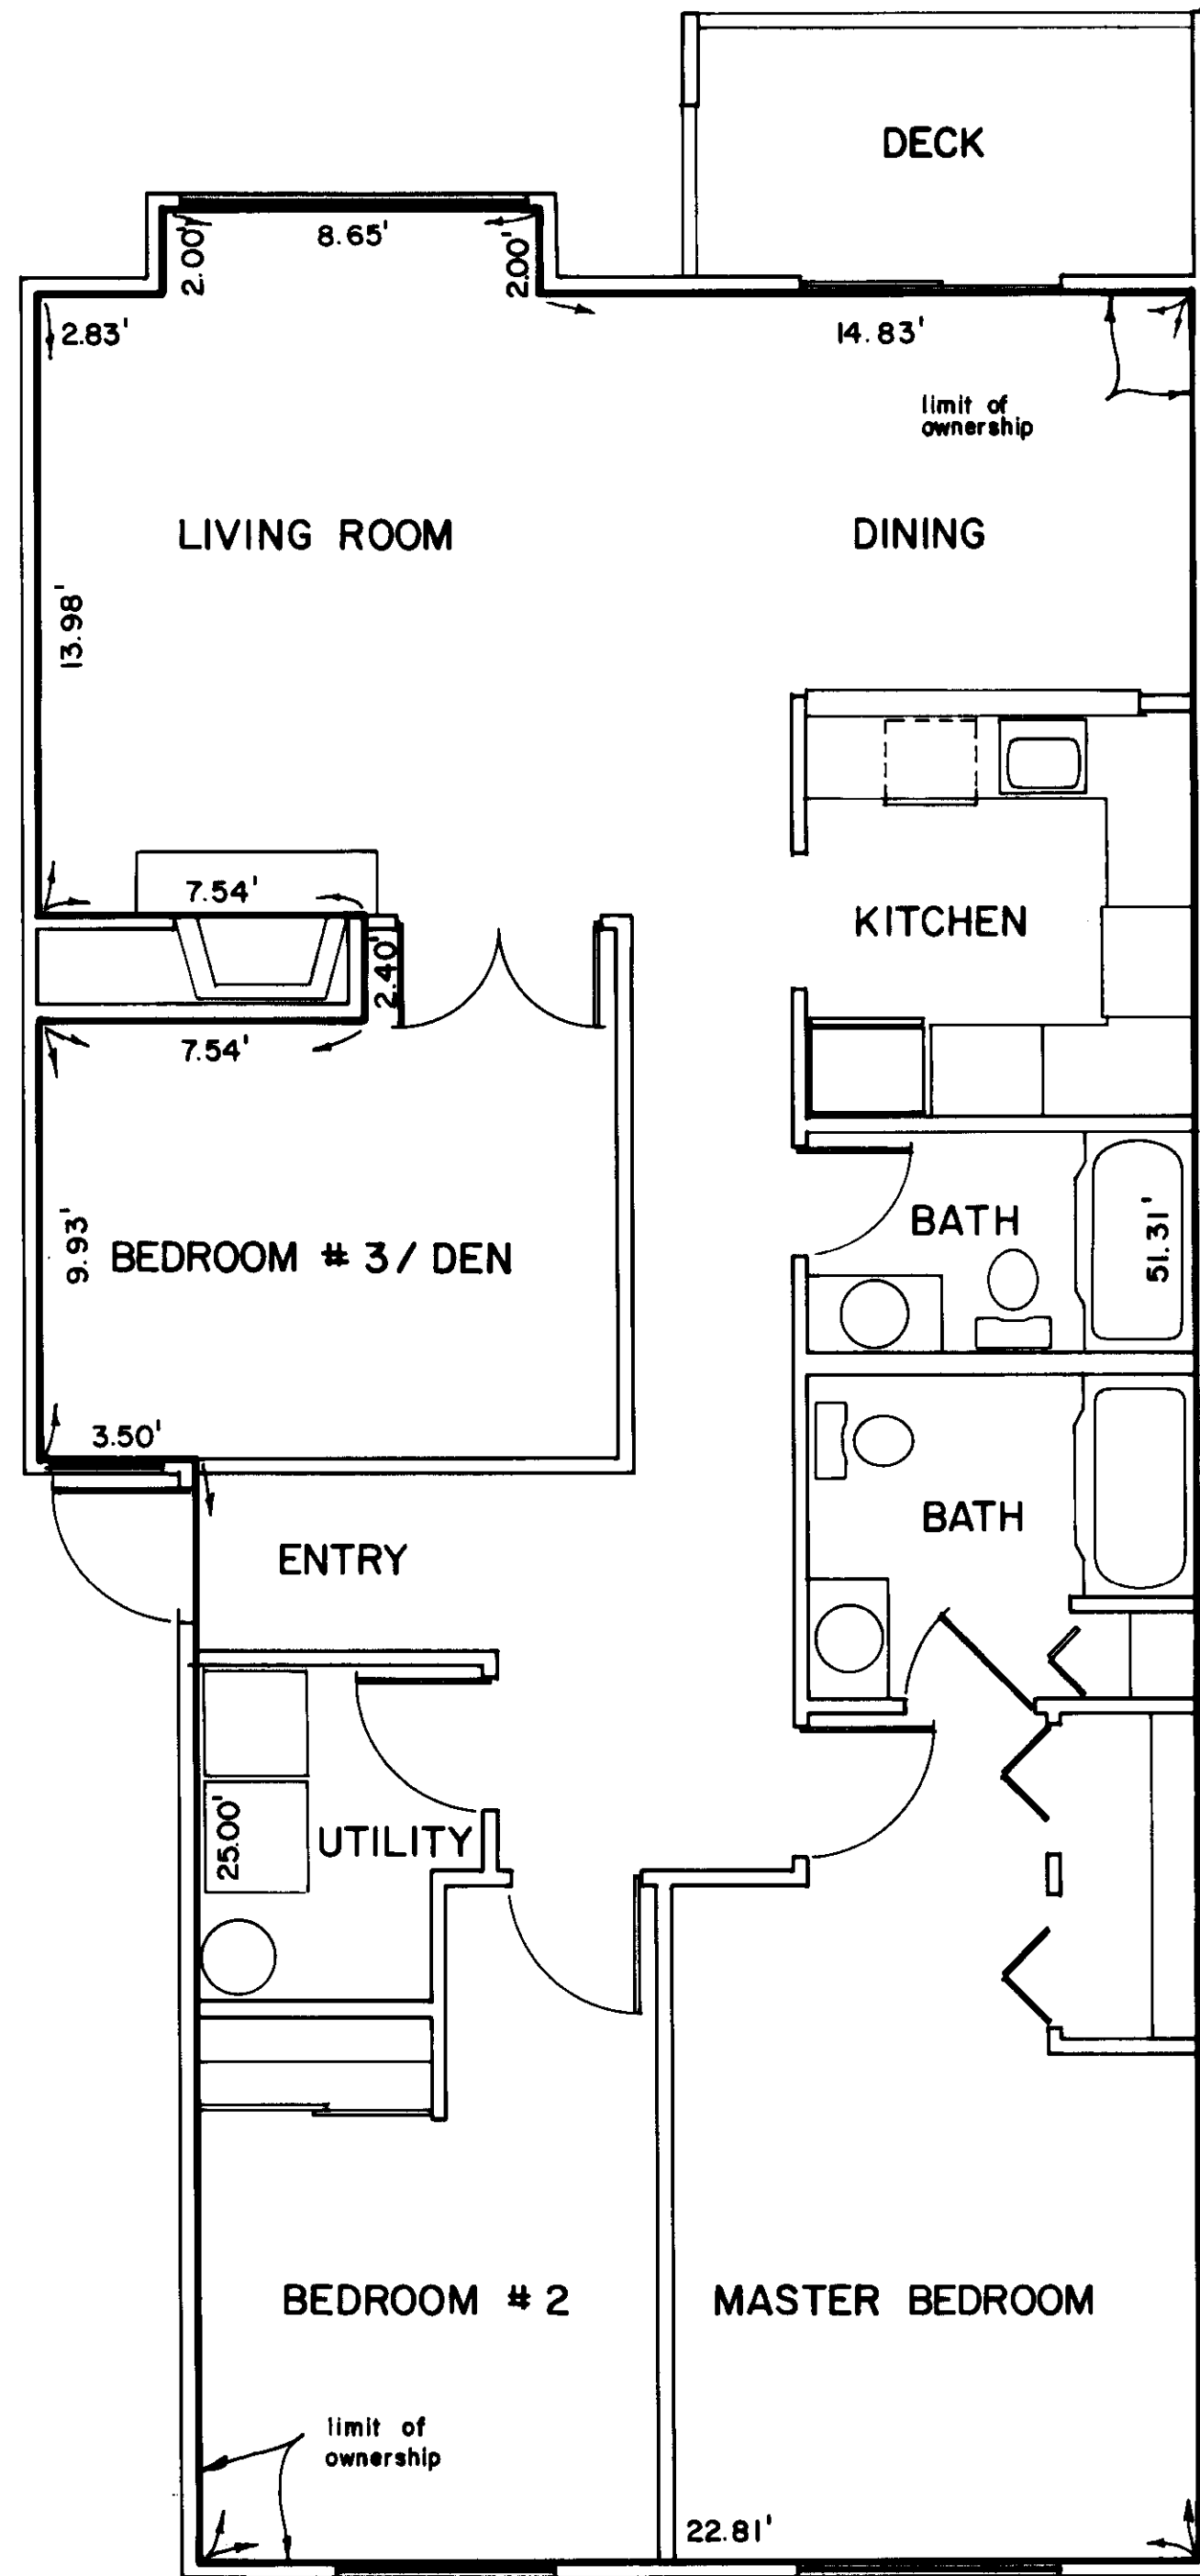 DECK
8.65'
2.00'
2.00'
2.83'
14.83'
limit of
ownership
LIVING ROOM
DINING
13.98'
7.54'
KITCHEN
2.40'
7.54'
BATH
51.31'
9.93'
BEDROOM # 3 / DEN
3.50'
BATH
ENTRY
25.00'
UTILITY
BEDROOM # 2
MASTER BEDROOM
limit of
ownership
22.81'